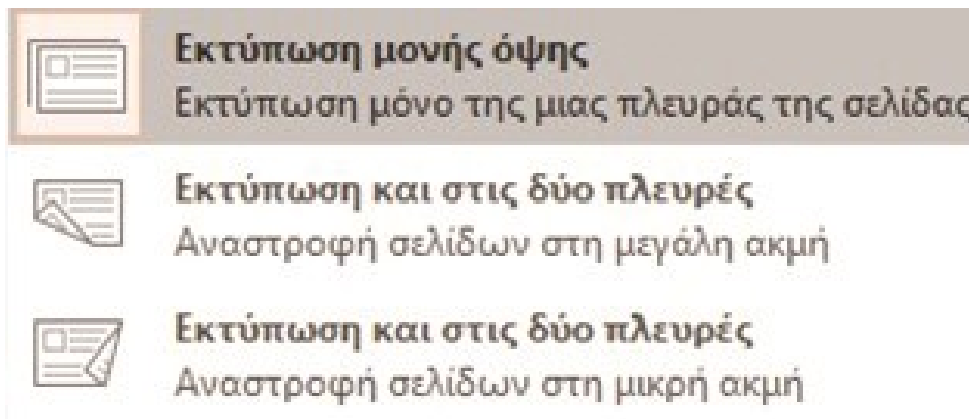 Εκτύπωση μονής όψης
Εκτύπωση μόνο της μιας πλευράς της σελίδας
Εκτύπωση και στις δύο πλευρές
Αναστροφή σελίδων στη μεγάλη ακμή
Εκτύπωση και στις δύο πλευρές
Αναστροφή σελίδων στη μικρή ακμή